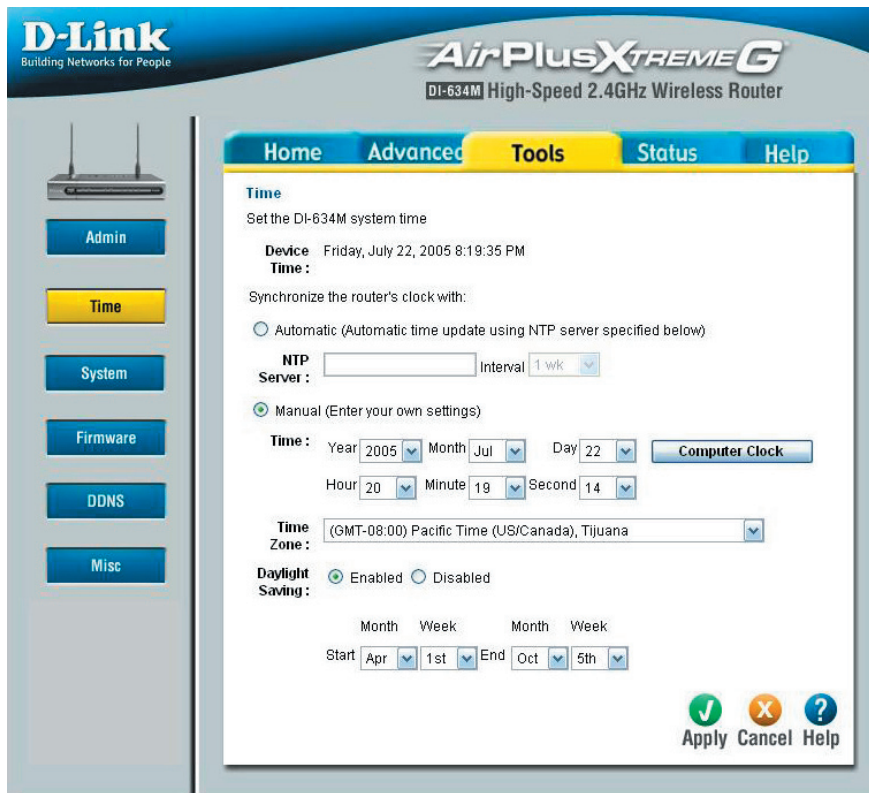 D-Link
Building Networks for People
AirPlusXTREMEG
DI-634M High-Speed 2.4GHz Wireless Router
Home Advanced Tools Status Help
Admin
Time
System
Firmware
DDNS
Misc
Time
Set the DI-634M system time
Device Time : Friday, July 22, 2005 8:19:35 PM
Synchronize the router's clock with:
Automatic (Automatic time update using NTP server specified below)
NTP Server : Interval 1 wk
Manual (Enter your own settings)
Time : Year 2005 Month Jul Day 22 Computer Clock
Hour 20 Minute 19 Second 14
Time Zone : (GMT-08:00) Pacific Time (US/Canada), Tijuana
Daylight Saving : Enabled Disabled
Month Week Month Week
Start Apr 1st End Oct 5th
Apply Cancel Help